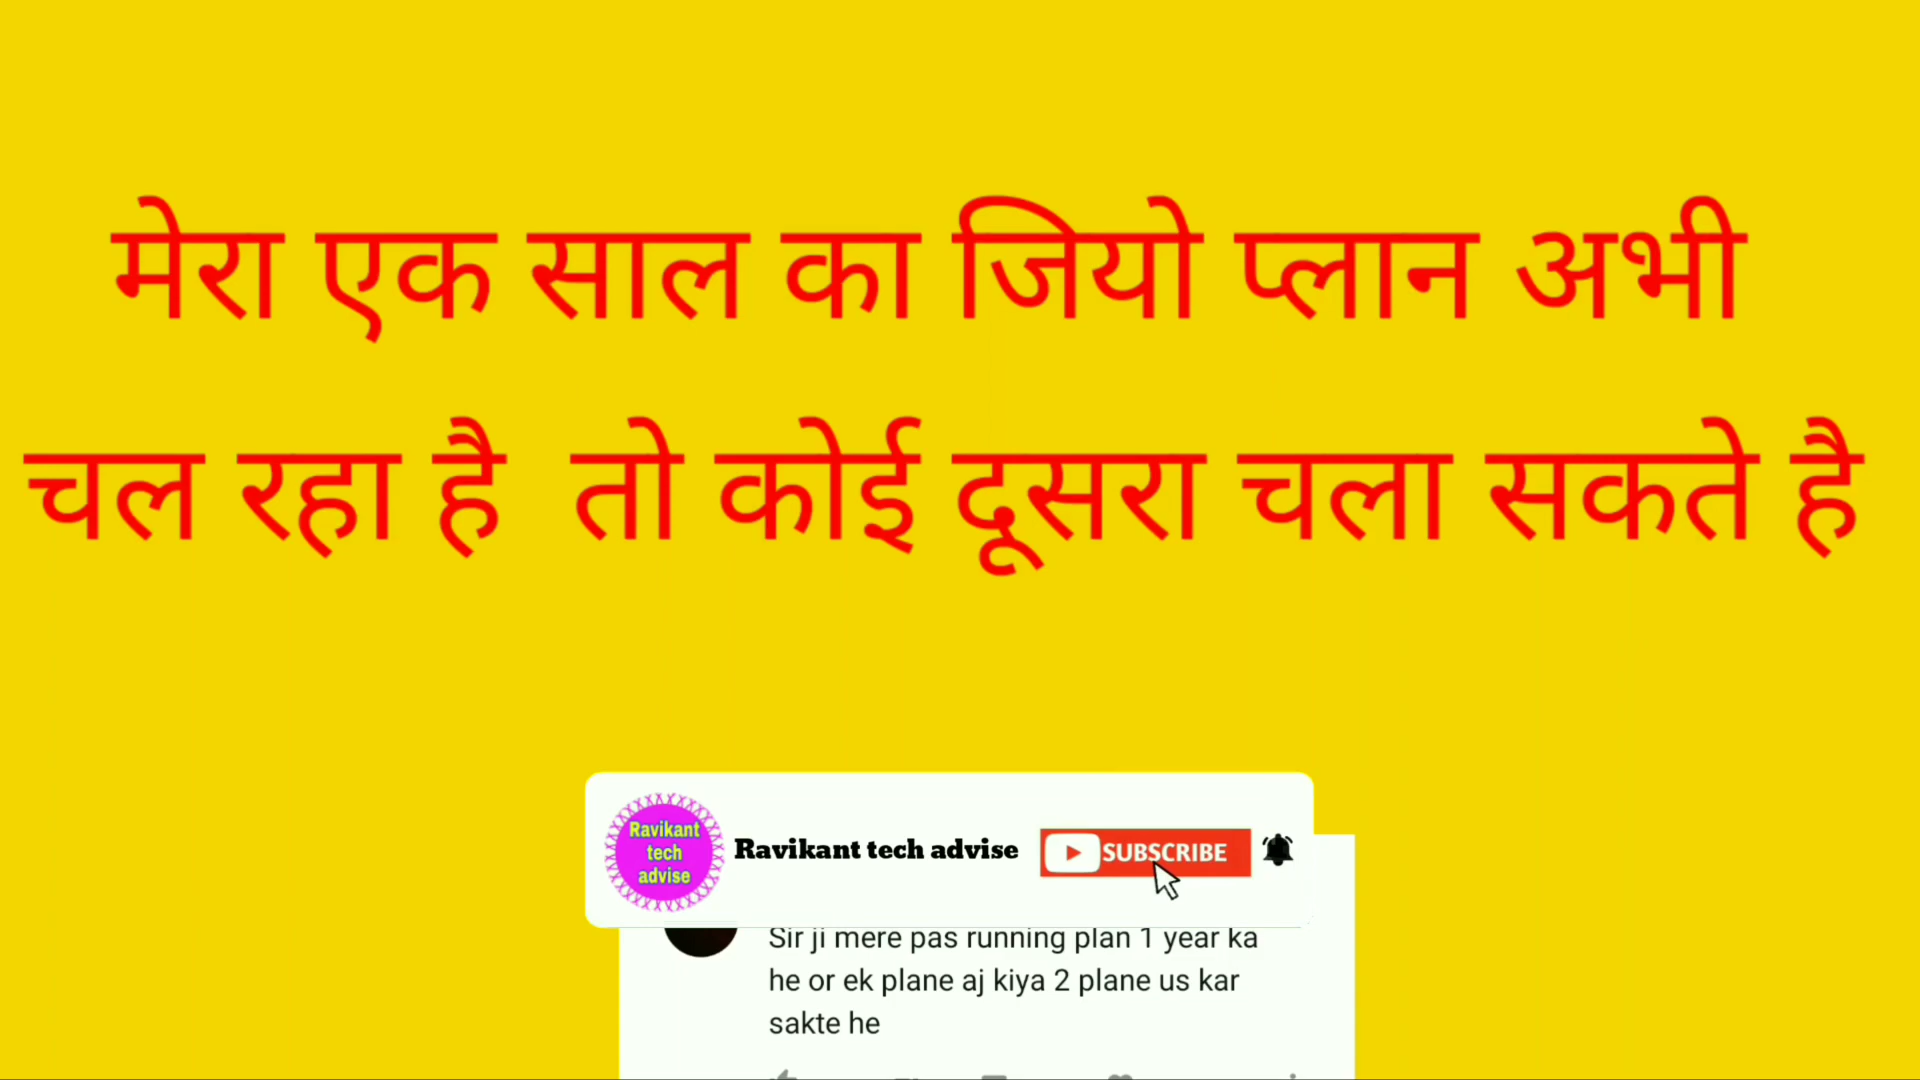 मेरा एक साल का जियो प्लान अभी
चल रहा है तो कोई दूसरा चला सकते है
Ravikant
tech
advise
Ravikant tech advise
SUBSCRIBE
Sir ji mere pas running plan 1 year ka
he or ek plane aj kiya 2 plane us kar
sakte he